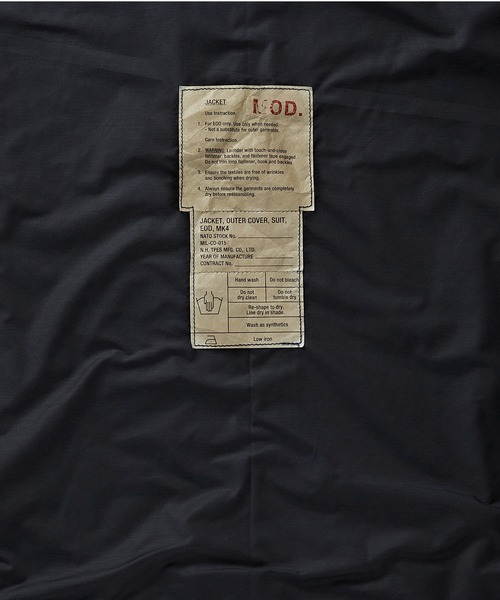 JACKET
MOD.
Use Instruction.
1. For EOD only. Use only when needed.
- Not a substitute for outer garments.
Care Instruction.
2. WARNING: Launder with touch-and-close
fastener, buckles, and fastener tape engaged.
Do not iron long fastener, hook and buckles.
3. Ensure the textiles are free of wrinkles
and bunching when drying.
4. Always ensure the garments are completely
dry before reassembling.
JACKET, OUTER COVER, SUIT,
EOD, MK4
NATO STOCK No.
MIL-CO-015
N.H. TPES MFG. CO., LTD.
YEAR OF MANUFACTURE
CONTRACT No.
Hand wash
Do not bleach
Do not
dry clean
Do not
tumble dry
Re-shape to dry.
Line dry in shade.
Wash as synthetics
Low iron